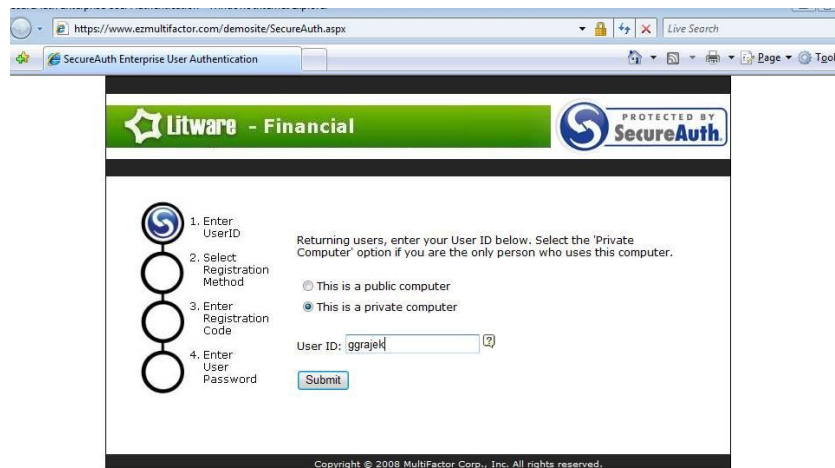 https://www.ezmultifactor.com/demosite/SecureAuth.aspx
Live Search
SecureAuth Enterprise User Authentication
Page
Tool
Litware - Financial
PROTECTED BY
SecureAuth.
1. Enter
UserID
2. Select
Registration
Method
3. Enter
Registration
Code
4. Enter
User
Password
Returning users, enter your User ID below. Select the 'Private
Computer' option if you are the only person who uses this computer.
This is a public computer
This is a private computer
User ID: ggrajek
Submit
Copyright © 2008 MultiFactor Corp., Inc. All rights reserved.